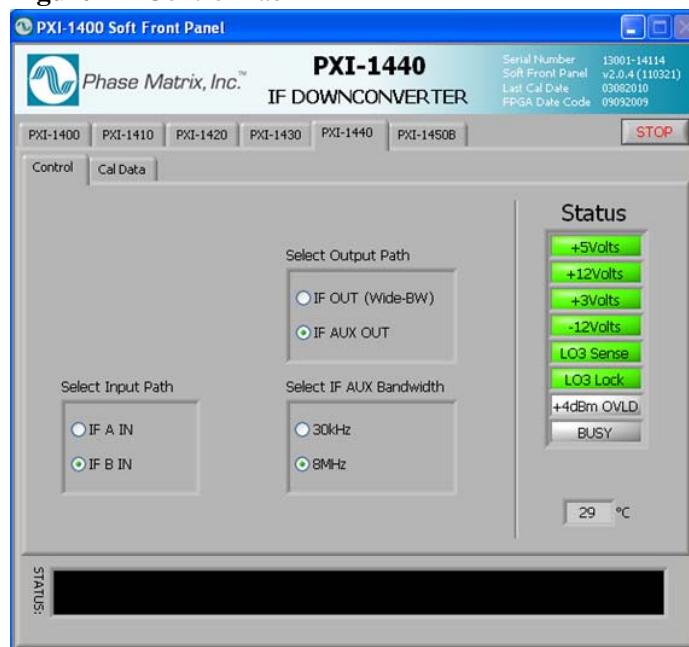 PXI-1400 Soft Front Panel
Phase Matrix, Inc.™
PXI-1440
IF DOWNCONVERTER
Serial Number 13001-14114
Soft Front Panel v2.0.4 (110321)
Last Cal Date 03082010
FPGA Date Code 09092009
PXI-1400 PXI-1410 PXI-1420 PXI-1430 PXI-1440 PXI-1450B
STOP
Control Cal Data
Select Output Path
IF OUT (Wide-BW)
IF AUX OUT
Select Input Path
IF A IN
IF B IN
Select IF AUX Bandwidth
30kHz
8MHz
Status
+5Volts
+12Volts
+3Volts
-12Volts
LO3 Sense
LO3 Lock
+4dBm OVLD
BUSY
29 °C
STATUS: